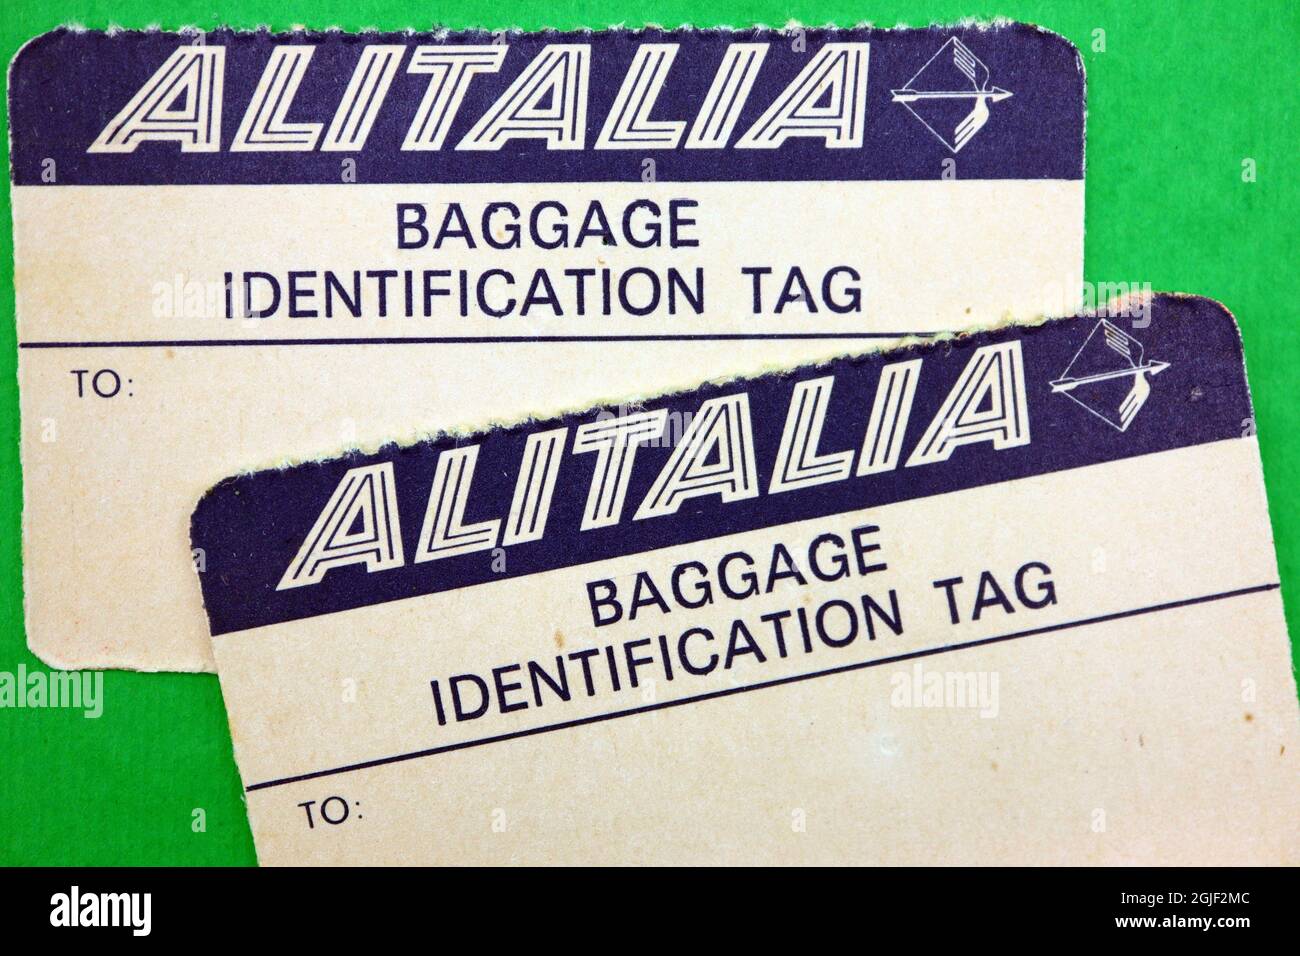 ALITALIA
BAGGAGE
IDENTIFICATION TAG
TO:
ALITALIA
BAGGAGE
IDENTIFICATION TAG
TO:
alamy
Image ID: 2GJF2MC
www.alamy.com